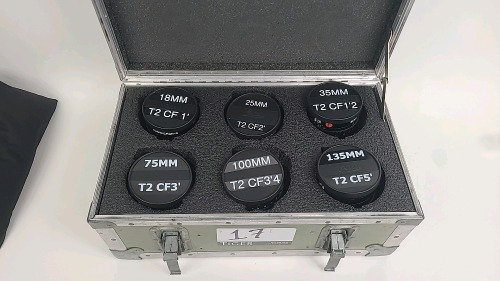 18MM
T2 CF 1'
25MM
T2 CF2'
35MM
T2 CF1'2
75MM
T2 CF3'
100MM
T2 CF3'4
135MM
T2 CF5'
17